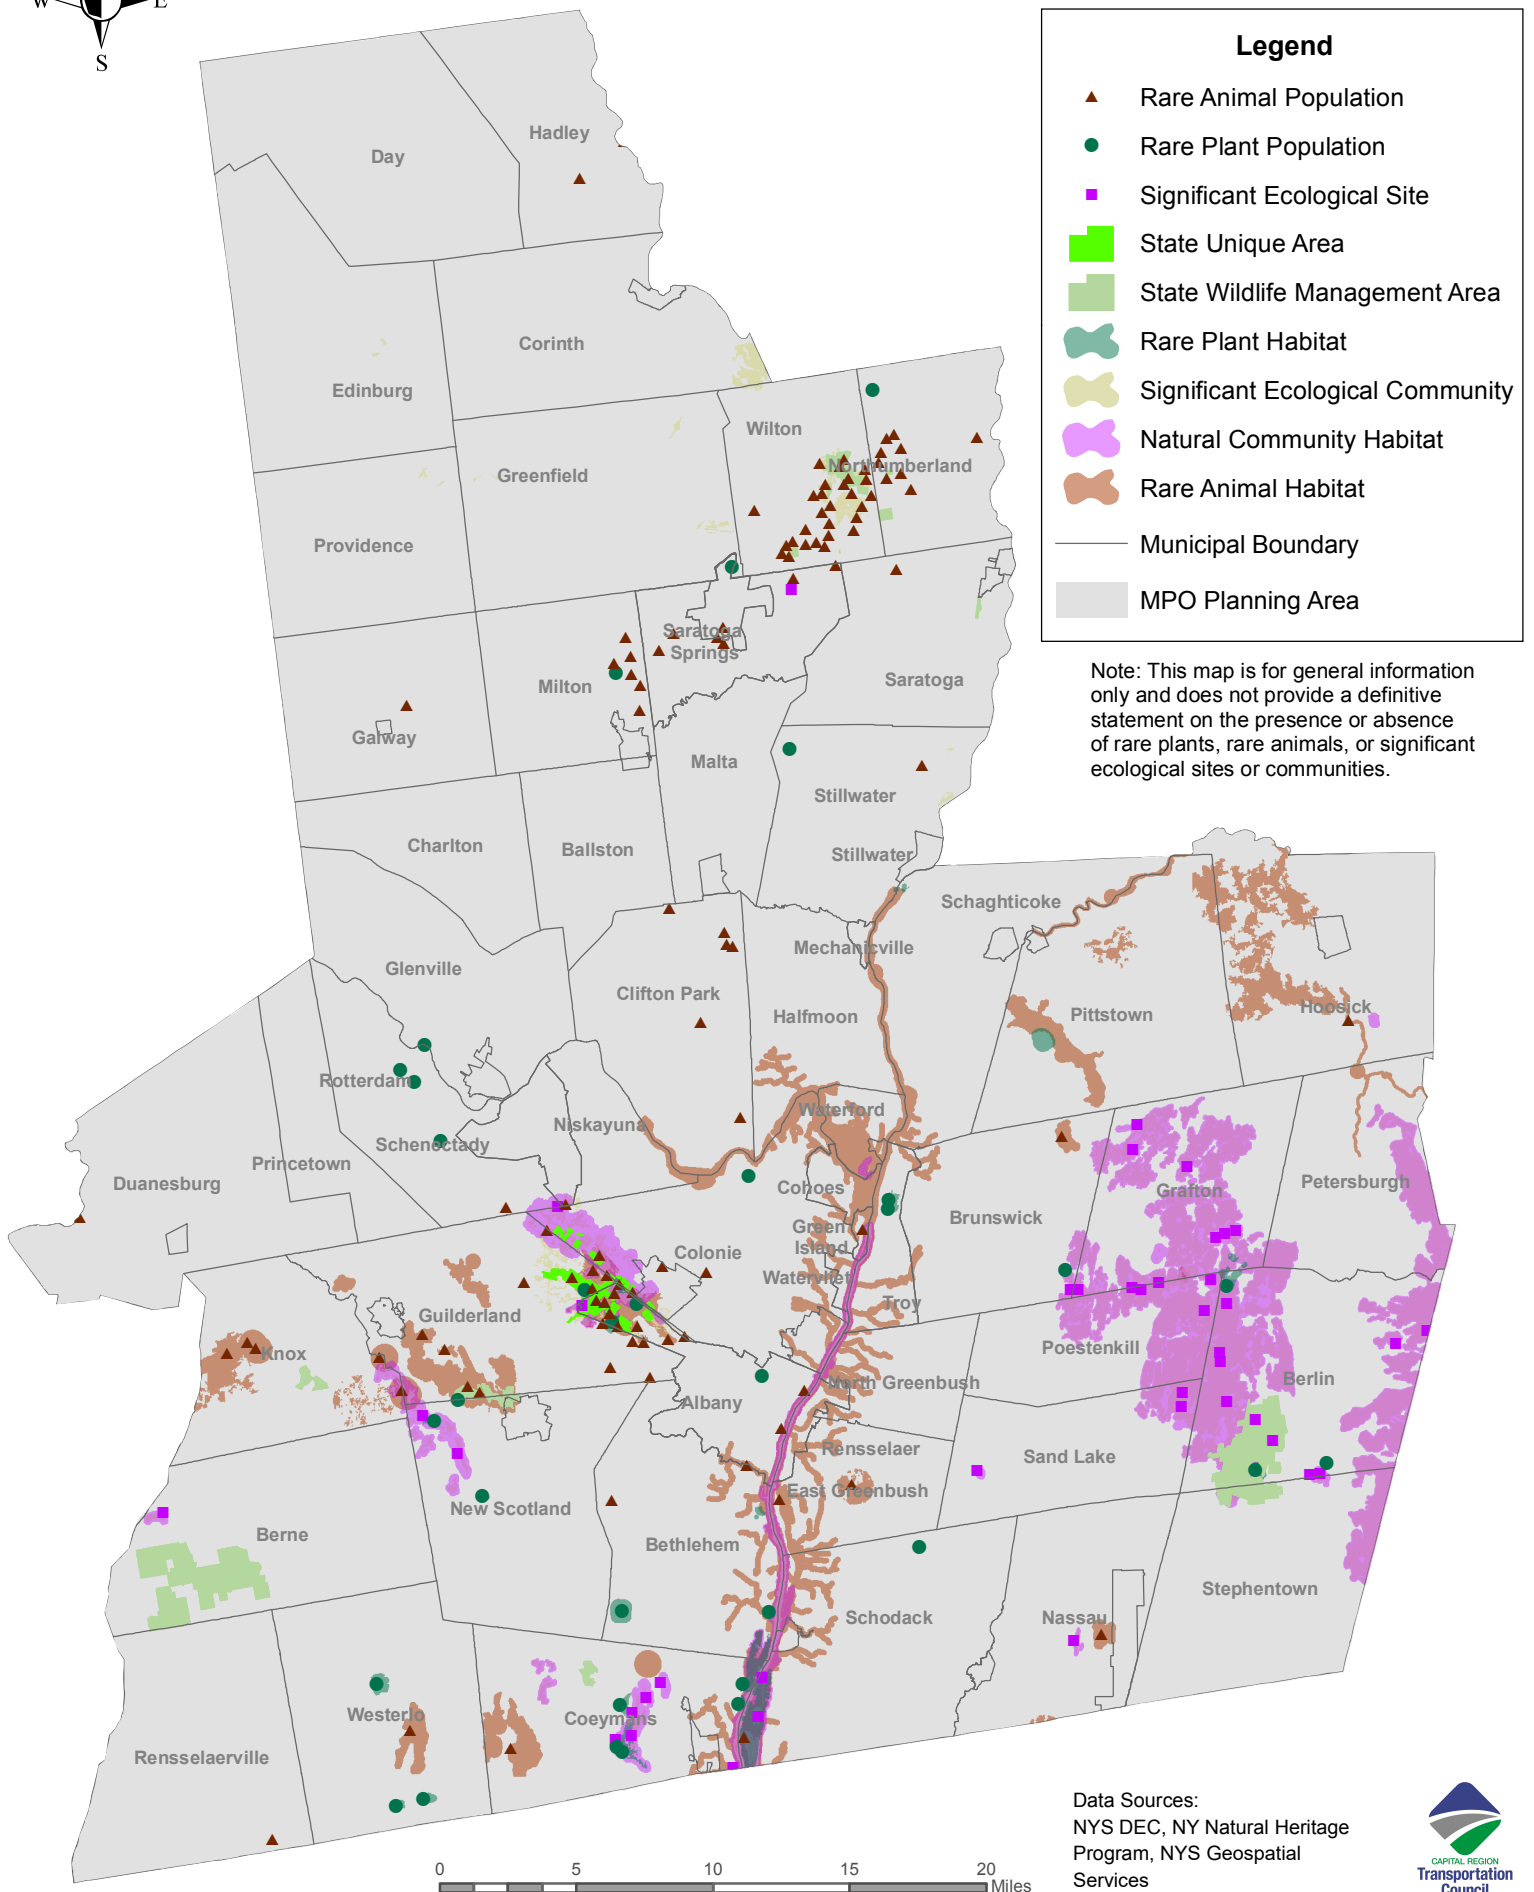 W
E
S
Legend
Rare Animal Population
Rare Plant Population
Significant Ecological Site
State Unique Area
State Wildlife Management Area
Rare Plant Habitat
Significant Ecological Community
Natural Community Habitat
Rare Animal Habitat
Municipal Boundary
MPO Planning Area
Note: This map is for general information
only and does not provide a definitive
statement on the presence or absence
of rare plants, rare animals, or significant
ecological sites or communities.
Hadley
Day
Corinth
Edinburg
Wilton
Northumberland
Greenfield
Providence
Saratoga
Springs
Milton
Saratoga
Galway
Malta
Stillwater
Charlton
Ballston
Stillwater
Schaghticoke
Mechanicville
Glenville
Clifton Park
Halfmoon
Pittstown
Hoosick
Rotterdam
Waterford
Niskayuna
Schenectady
Princetown
Duanesburg
Cohoes
Grafton
Petersburgh
Brunswick
Green
Island
Colonie
Watervliet
Troy
Guilderland
Knox
Poestenkill
Berlin
North Greenbush
Albany
Rensselaer
Sand Lake
East Greenbush
New Scotland
Berne
Bethlehem
Stephentown
Schodack
Nassau
Westerlo
Coeymans
Rensselaerville
0 5 10 15 20
Miles
Data Sources:
NYS DEC, NY Natural Heritage
Program, NYS Geospatial
Services
CAPITAL REGION
Transportation
Council